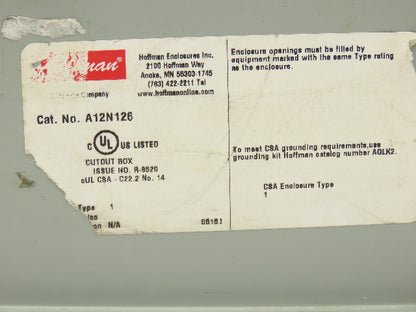 Hoffman Enclosures Inc.
2100 Hoffman Way
Anoka, MN 55303-1745
(763) 422-2211 Tel
www.hoffmanonline.com
Company
Cat. No. A12N126
C UL US LISTED
CUTOUT BOX
ISSUE NO. R-9520
cUL CSA - C22.2 No. 14
Type 1
N/A
Enclosure openings must be filled by
equipment marked with the same Type rating
as the enclosure.
To meet CSA grounding requirements,use
grounding kit Hoffman catalog number AGLK2.
CSA Enclosure Type
1